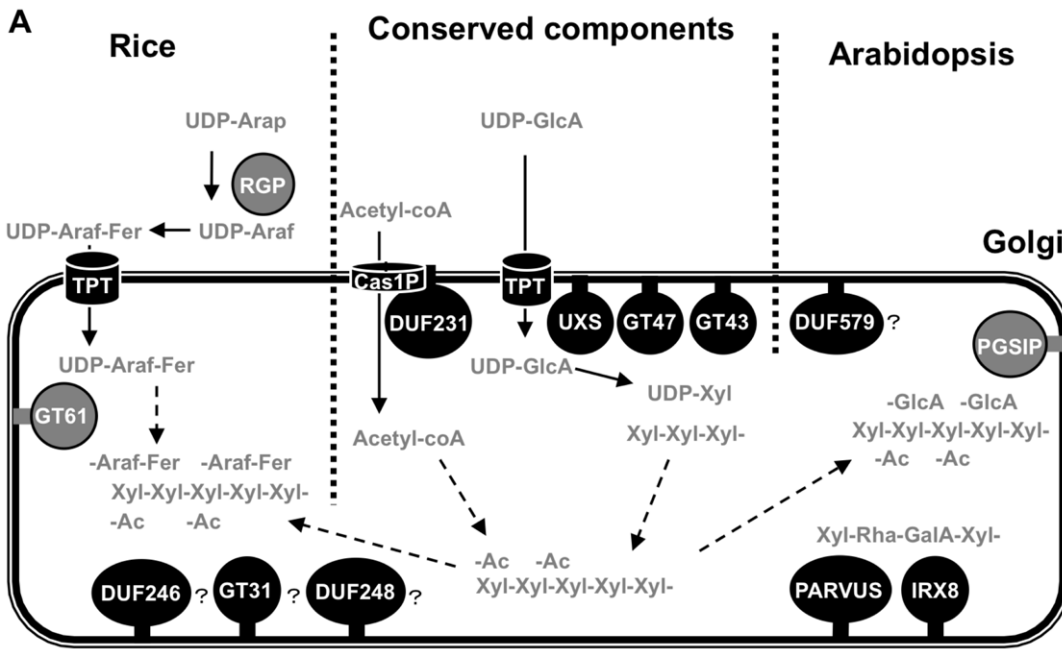 A
Rice
Conserved components
Arabidopsis
UDP-Arap
UDP-GlcA
RGP
Acetyl-coA
UDP-Araf-Fer
UDP-Araf
Golgi
TPT
Cas1P
TPT
DUF231
UXS
GT47
GT43
DUF579
?
PGSIP
UDP-Araf-Fer
UDP-GlcA
UDP-Xyl
-GlcA -GlcA
GT61
Acetyl-coA
Xyl-Xyl-Xyl-
Xyl-Xyl-Xyl-Xyl-Xyl-
-Ac -Ac
-Araf-Fer -Araf-Fer
Xyl-Xyl-Xyl-Xyl-Xyl-
-Ac -Ac
Xyl-Rha-GalA-Xyl-
-Ac -Ac
Xyl-Xyl-Xyl-Xyl-Xyl-
DUF246
?
GT31
?
DUF248
?
PARVUS
IRX8